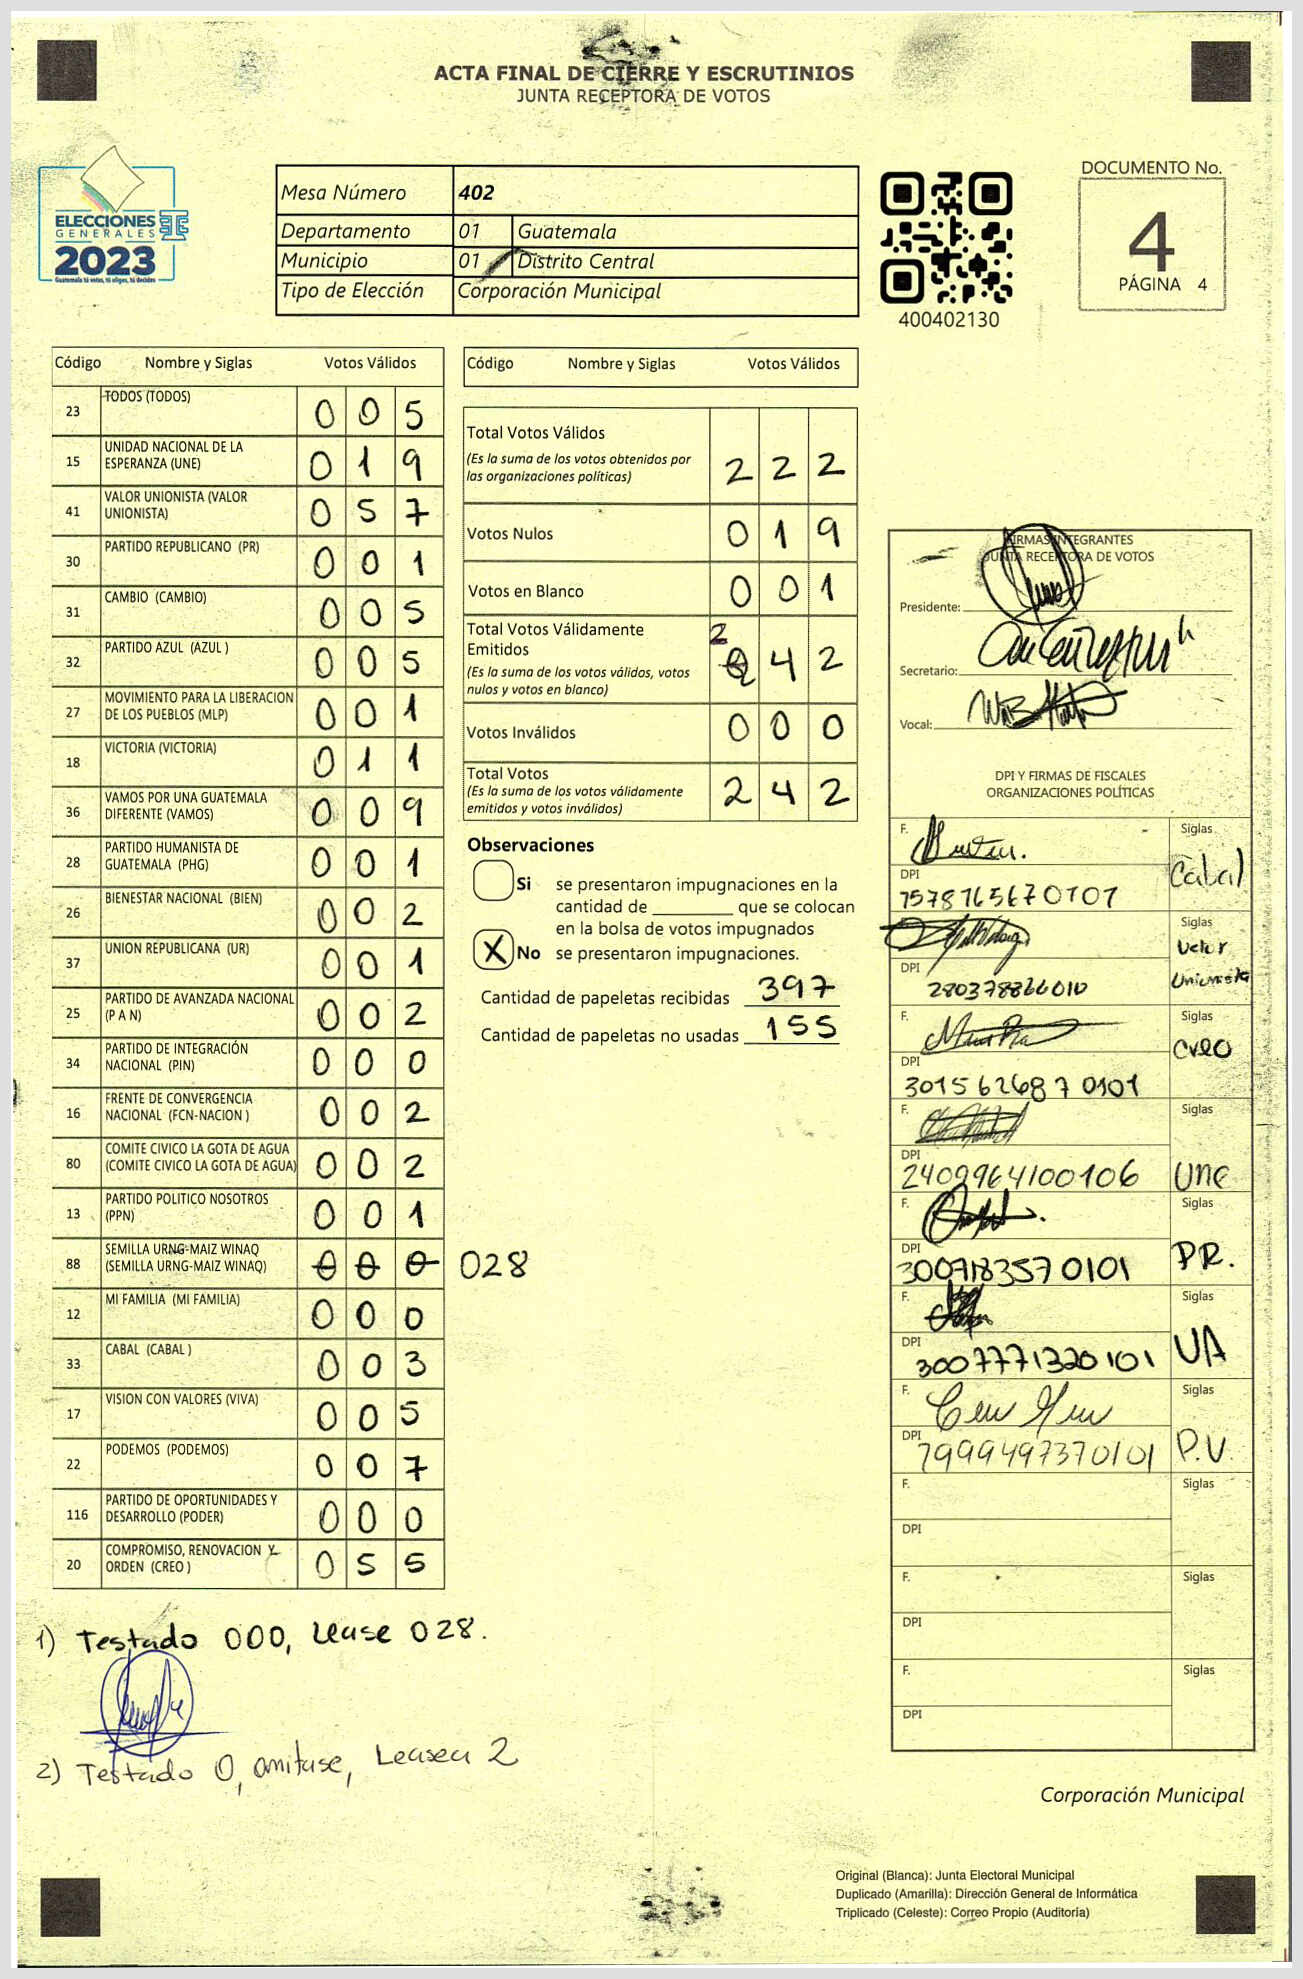 ACTA FINAL DE CIERRE Y ESCRUTINIOS
JUNTA RECEPTORA DE VOTOS
ELECCIONES
GENERALES
2023
Guatemala tú votas, tú eliges, tú decides
Mesa Número 402
Departamento 01 Guatemala
Municipio 01 Distrito Central
Tipo de Elección Corporación Municipal
400402130
DOCUMENTO No.
4
PÁGINA 4
Código Nombre y Siglas Votos Válidos
23 TODOS (TODOS) 0 0 5
15 UNIDAD NACIONAL DE LA
ESPERANZA (UNE) 0 1 9
41 VALOR UNIONISTA (VALOR
UNIONISTA) 0 5 7
30 PARTIDO REPUBLICANO (PR) 0 0 1
31 CAMBIO (CAMBIO) 0 0 5
32 PARTIDO AZUL (AZUL ) 0 0 5
27 MOVIMIENTO PARA LA LIBERACION
DE LOS PUEBLOS (MLP) 0 0 1
18 VICTORIA (VICTORIA) 0 1 1
36 VAMOS POR UNA GUATEMALA
DIFERENTE (VAMOS) 0 0 9
28 PARTIDO HUMANISTA DE
GUATEMALA (PHG) 0 0 1
26 BIENESTAR NACIONAL (BIEN) 0 0 2
37 UNION REPUBLICANA (UR) 0 0 1
25 PARTIDO DE AVANZADA NACIONAL
(P A N) 0 0 2
34 PARTIDO DE INTEGRACIÓN
NACIONAL (PIN) 0 0 0
16 FRENTE DE CONVERGENCIA
NACIONAL (FCN-NACION ) 0 0 2
80 COMITE CIVICO LA GOTA DE AGUA
(COMITE CIVICO LA GOTA DE AGUA) 0 0 2
13 PARTIDO POLITICO NOSOTROS
(PPN) 0 0 1
88 SEMILLA URNG-MAIZ WINAQ
(SEMILLA URNG-MAIZ WINAQ) 0 0 0 028
12 MI FAMILIA (MI FAMILIA) 0 0 0
33 CABAL (CABAL ) 0 0 3
17 VISION CON VALORES (VIVA) 0 0 5
22 PODEMOS (PODEMOS) 0 0 7
116 PARTIDO DE OPORTUNIDADES Y
DESARROLLO (PODER) 0 0 0
20 COMPROMISO, RENOVACION Y
ORDEN (CREO ) 0 5 5
1) Testado 000, Lease 028.
2) Testado 0, omitase, Leasen 2
Código Nombre y Siglas Votos Válidos
Total Votos Válidos
(Es la suma de los votos obtenidos por
las organizaciones políticas) 2 2 2
Votos Nulos 0 1 9
Votos en Blanco 0 0 1
Total Votos Válidamente
Emitidos 2
(Es la suma de los votos válidos, votos
nulos y votos en blanco) 0 4 2
Votos Inválidos 0 0 0
Total Votos
(Es la suma de los votos válidamente
emitidos y votos inválidos) 2 4 2
Observaciones
Si se presentaron impugnaciones en la
cantidad de ________ que se colocan
en la bolsa de votos impugnados
X No se presentaron impugnaciones.
Cantidad de papeletas recibidas 397
Cantidad de papeletas no usadas 155
FIRMAS INTEGRANTES
JUNTA RECEPTORA DE VOTOS
Presidente:
Secretario:
Vocal:
DPI Y FIRMAS DE FISCALES
ORGANIZACIONES POLÍTICAS
F. Siglas
Cabal
DPI
Siglas
Valor
Unionista
DPI
280378866010
F. Siglas
Creo
DPI
3015626870101
F. Siglas
DPI
2409964100106 Une
F. Siglas
PR.
DPI
3007183570101
F. Siglas
UA
DPI
3007771320101
F. Siglas
P.V.
DPI
7999497370101
F. Siglas
DPI
F. Siglas
DPI
F. Siglas
DPI
Corporación Municipal
Original (Blanca): Junta Electoral Municipal
Duplicado (Amarilla): Dirección General de Informática
Triplicado (Celeste): Correo Propio (Auditoría)